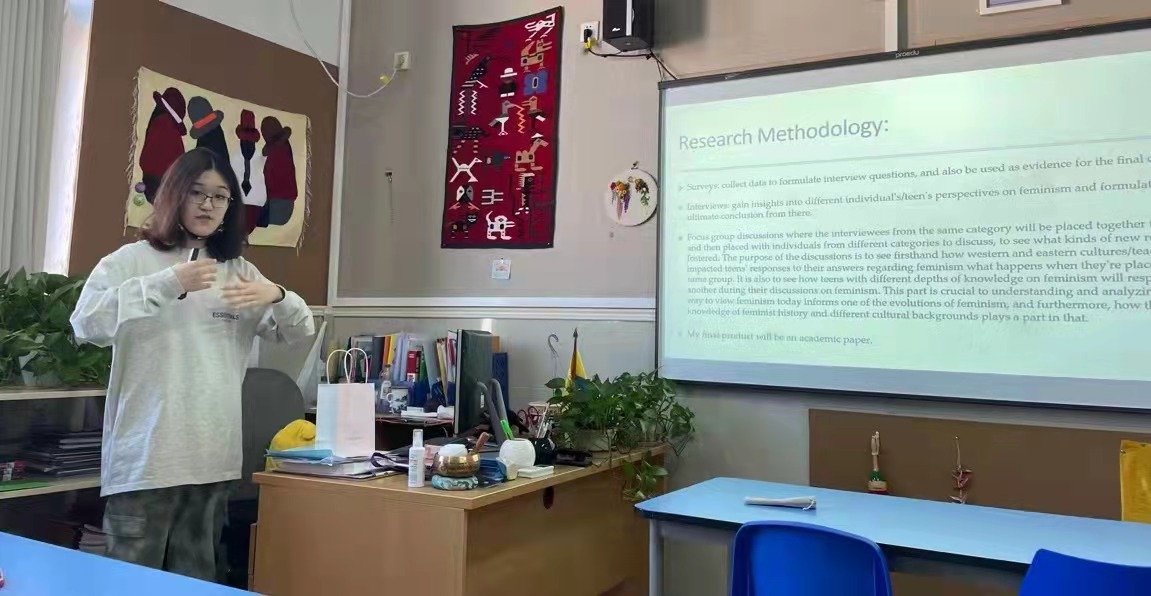 proedu
Research Methodology:
Surveys: collect data to formulate interview questions, and also be used as evidence for the final
Interviews: gain insights into different individual's/teen's perspectives on feminism and formulat
ultimate conclusion from there.
Focus group discussions where the interviewees from the same category will be placed together
and then placed with individuals from different categories to discuss, to see what kinds of new
fostered. The purpose of the discussions is to see firsthand how western and eastern cultures/tea
impacted teens' responses to their answers regarding feminism what happens when they're plac
same group. It is also to see how teens with different depths of knowledge on feminism will resp
another during their discussions on feminism. This part is crucial to understanding and analyzin
way to view feminism today informs one of the evolutions of feminism, and furthermore, how th
knowledge of feminist history and different cultural backgrounds plays a part in that.
My final product will be an academic paper.
ESSENTIALS